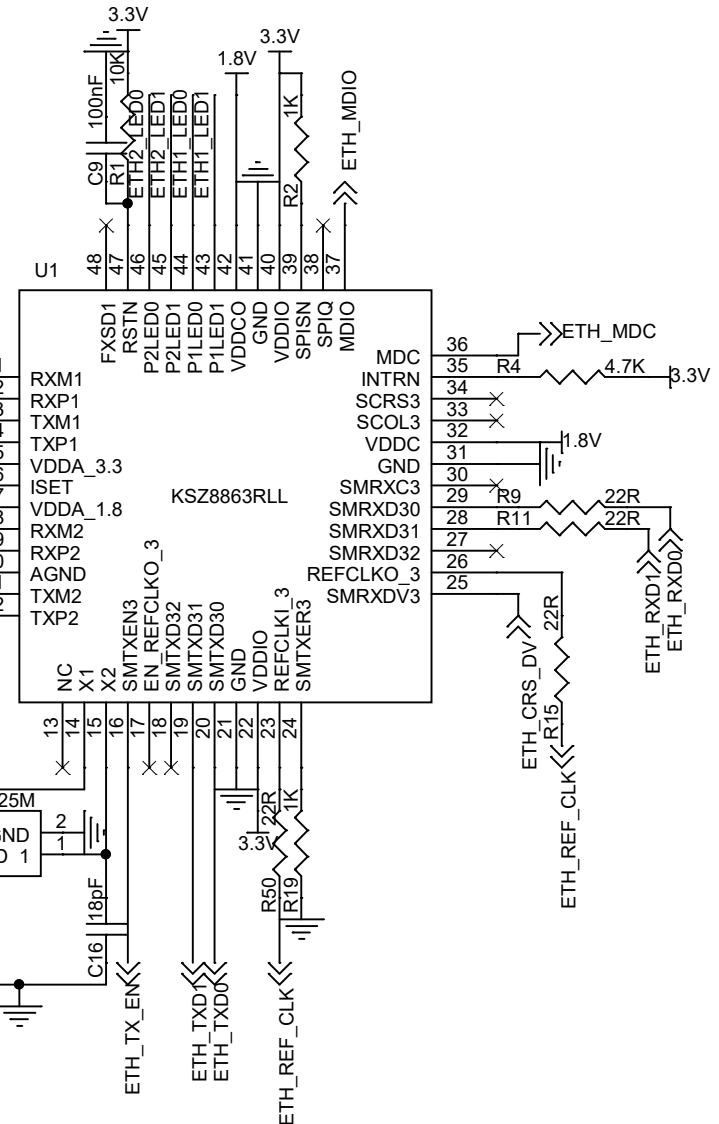 3.3V
3.3V
1.8V
100nF
10K
ETH2_LED0
ETH2_LED1
ETH1_LED0
ETH1_LED1
1K
ETH_MDIO
C9
R1
R2
U1
48
47
46
45
44
43
42
41
40
39
38
37
FXSD1
RSTN
P2LED0
P2LED1
P1LED0
P1LED1
VDDCO
GND
VDDIO
SPISN
SPIQ
MDIO
MDC 36
ETH_MDC
INTRN 35 R4 4.7K 3.3V
SCRS3 34
SCOL3 33
VDDC 32 1.8V
GND 31
SMRXC3 30
SMRXD30 29 R9 22R
SMRXD31 28 R11 22R
SMRXD32 27
REFCLKO_3 26
SMRXDV3 25
RXM1
RXP1
TXM1
TXP1
VDDA_3.3
ISET
VDDA_1.8
RXM2
RXP2
AGND
TXM2
TXP2
KSZ8863RLL
ETH_RXD1
ETH_RXD0
22R
R15
ETH_CRS_DV
ETH_REF_CLK
NC
X1
X2
SMTXEN3
EN_REFCLKO_3
SMTXD32
SMTXD31
SMTXD30
GND
VDDIO
REFCLKI_3
SMTXER3
13
14
15
16
17
18
19
20
21
22
23
24
25M
GND 2
1 1
22R
1K
3.3V
R50
R19
18pF
C16
ETH_TX_EN
ETH_TXD1
ETH_TXD0
ETH_REF_CLK